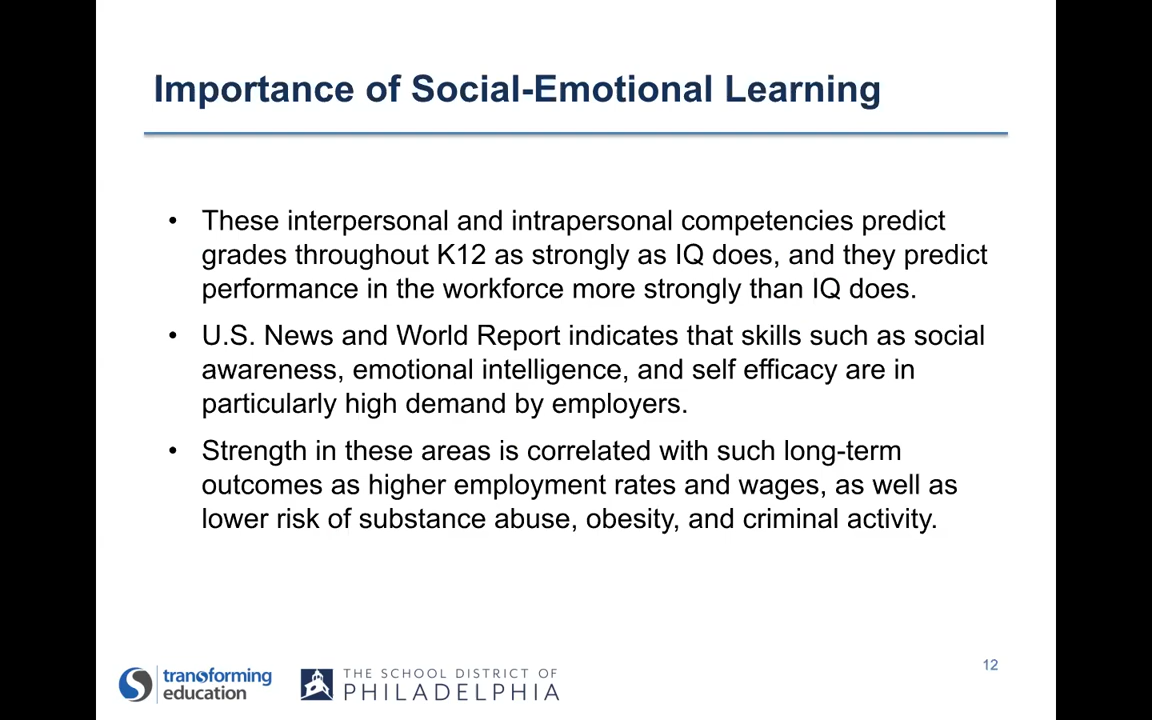 Importance of Social-Emotional Learning
• These interpersonal and intrapersonal competencies predict
grades throughout K12 as strongly as IQ does, and they predict
performance in the workforce more strongly than IQ does.
• U.S. News and World Report indicates that skills such as social
awareness, emotional intelligence, and self efficacy are in
particularly high demand by employers.
• Strength in these areas is correlated with such long-term
outcomes as higher employment rates and wages, as well as
lower risk of substance abuse, obesity, and criminal activity.
transforming
education
THE SCHOOL DISTRICT OF
PHILADELPHIA
12